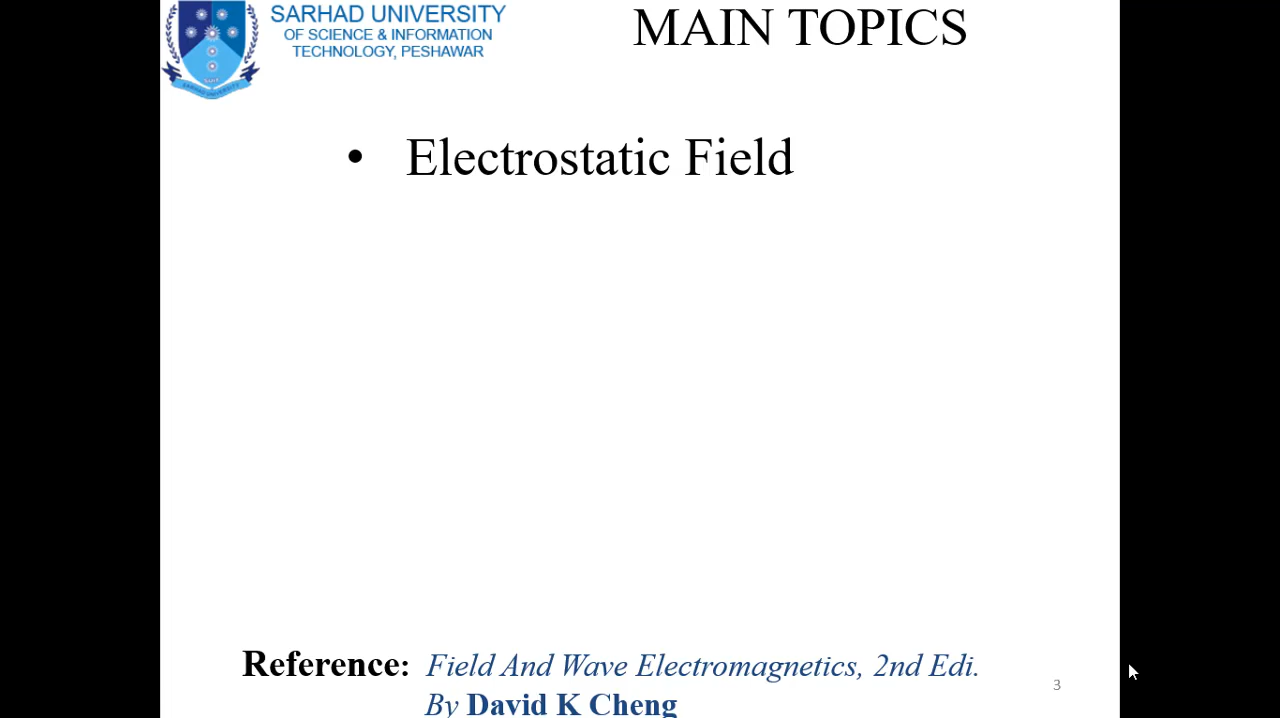 SARHAD UNIVERSITY
OF SCIENCE & INFORMATION
TECHNOLOGY, PESHAWAR
MAIN TOPICS
• Electrostatic Field
Reference: Field And Wave Electromagnetics, 2nd Edi.
By David K Cheng
3